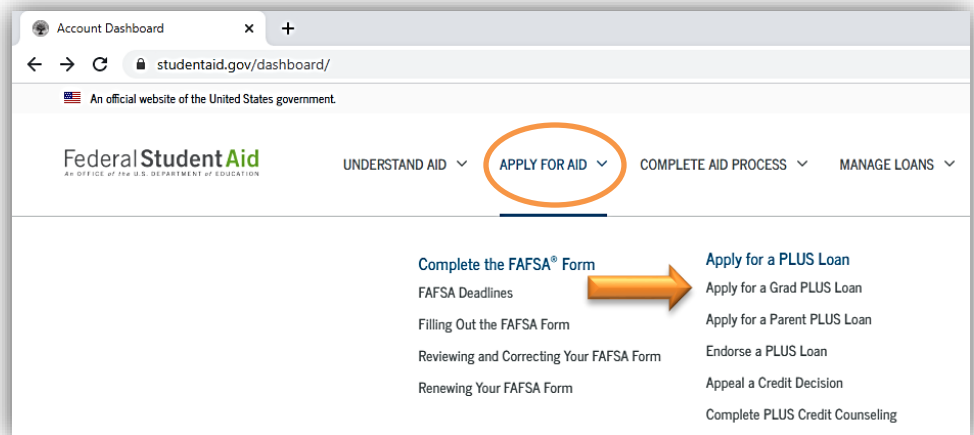 Account Dashboard
studentaid.gov/dashboard/
An official website of the United States government.
Federal Student Aid
An OFFICE of the U.S. DEPARTMENT of EDUCATION
UNDERSTAND AID
APPLY FOR AID
COMPLETE AID PROCESS
MANAGE LOANS
Complete the FAFSA® Form
FAFSA Deadlines
Filling Out the FAFSA Form
Reviewing and Correcting Your FAFSA Form
Renewing Your FAFSA Form
Apply for a PLUS Loan
Apply for a Grad PLUS Loan
Apply for a Parent PLUS Loan
Endorse a PLUS Loan
Appeal a Credit Decision
Complete PLUS Credit Counseling